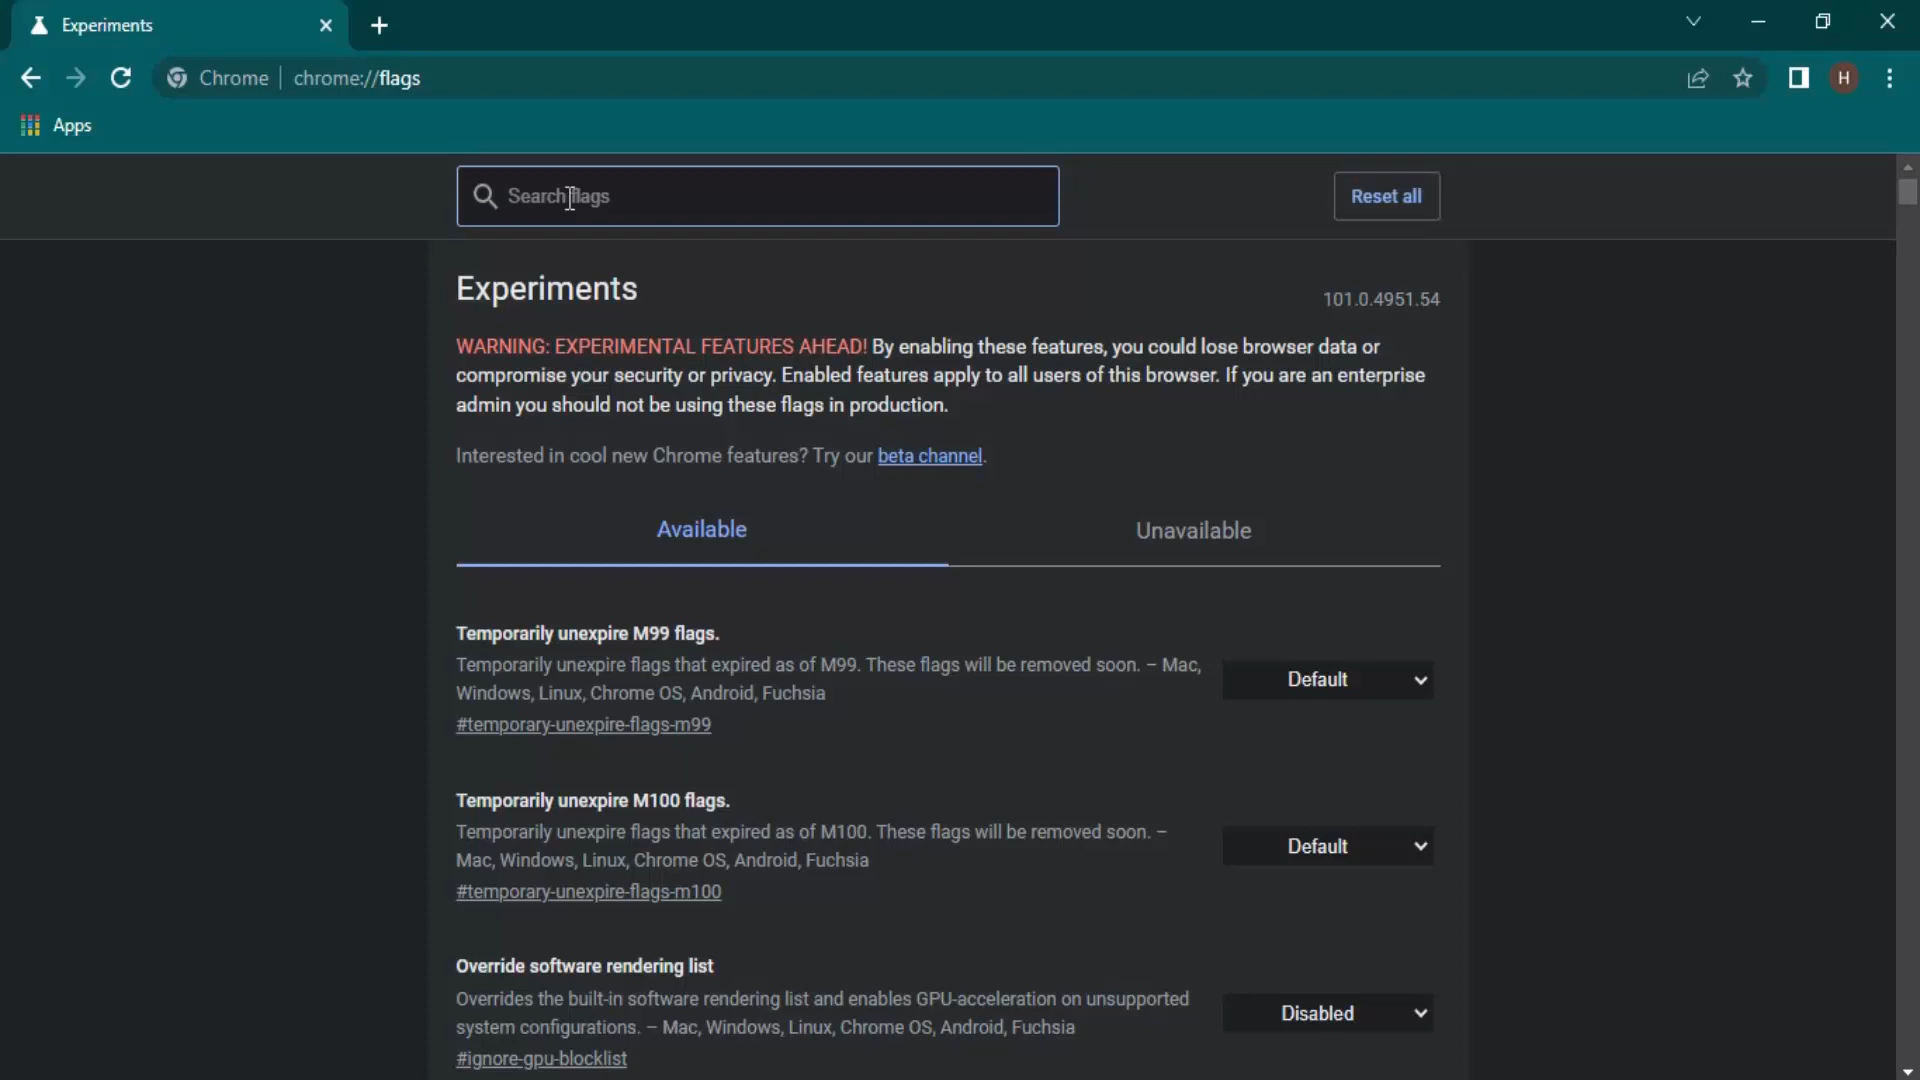 Experiments
Chrome
chrome://flags
H
Apps
Search flags
Reset all
Experiments
101.0.4951.54
WARNING: EXPERIMENTAL FEATURES AHEAD! By enabling these features, you could lose browser data or
compromise your security or privacy. Enabled features apply to all users of this browser. If you are an enterprise
admin you should not be using these flags in production.
Interested in cool new Chrome features? Try our beta channel.
Available
Unavailable
Temporarily unexpire M99 flags.
Temporarily unexpire flags that expired as of M99. These flags will be removed soon. – Mac,
Windows, Linux, Chrome OS, Android, Fuchsia
#temporary-unexpire-flags-m99
Default
Temporarily unexpire M100 flags.
Temporarily unexpire flags that expired as of M100. These flags will be removed soon. –
Mac, Windows, Linux, Chrome OS, Android, Fuchsia
#temporary-unexpire-flags-m100
Default
Override software rendering list
Overrides the built-in software rendering list and enables GPU-acceleration on unsupported
system configurations. – Mac, Windows, Linux, Chrome OS, Android, Fuchsia
#ignore-gpu-blocklist
Disabled